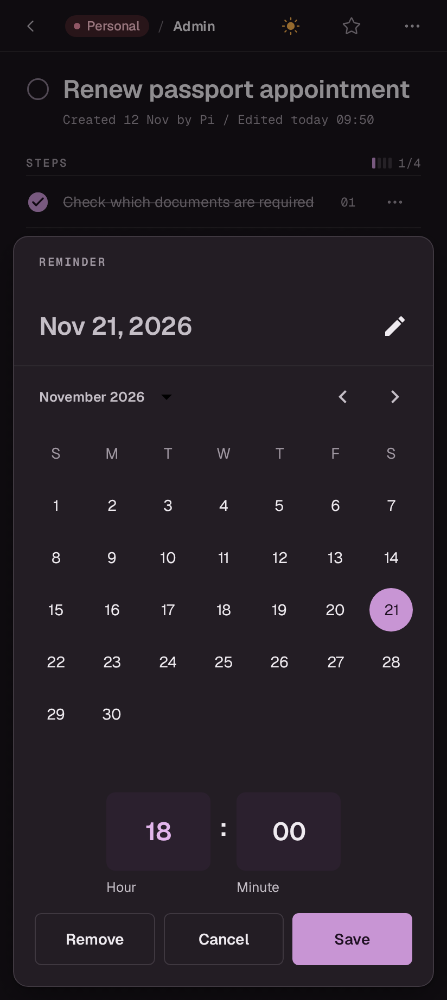 Personal / Admin
Renew passport appointment
Created 12 Nov by Pi / Edited today 09:50
STEPS 1/4
Check which documents are required 01
REMINDER
Nov 21, 2026
November 2026
S M T W T F S
1 2 3 4 5 6 7
8 9 10 11 12 13 14
15 16 17 18 19 20 21
22 23 24 25 26 27 28
29 30
18 : 00
Hour Minute
Remove Cancel Save